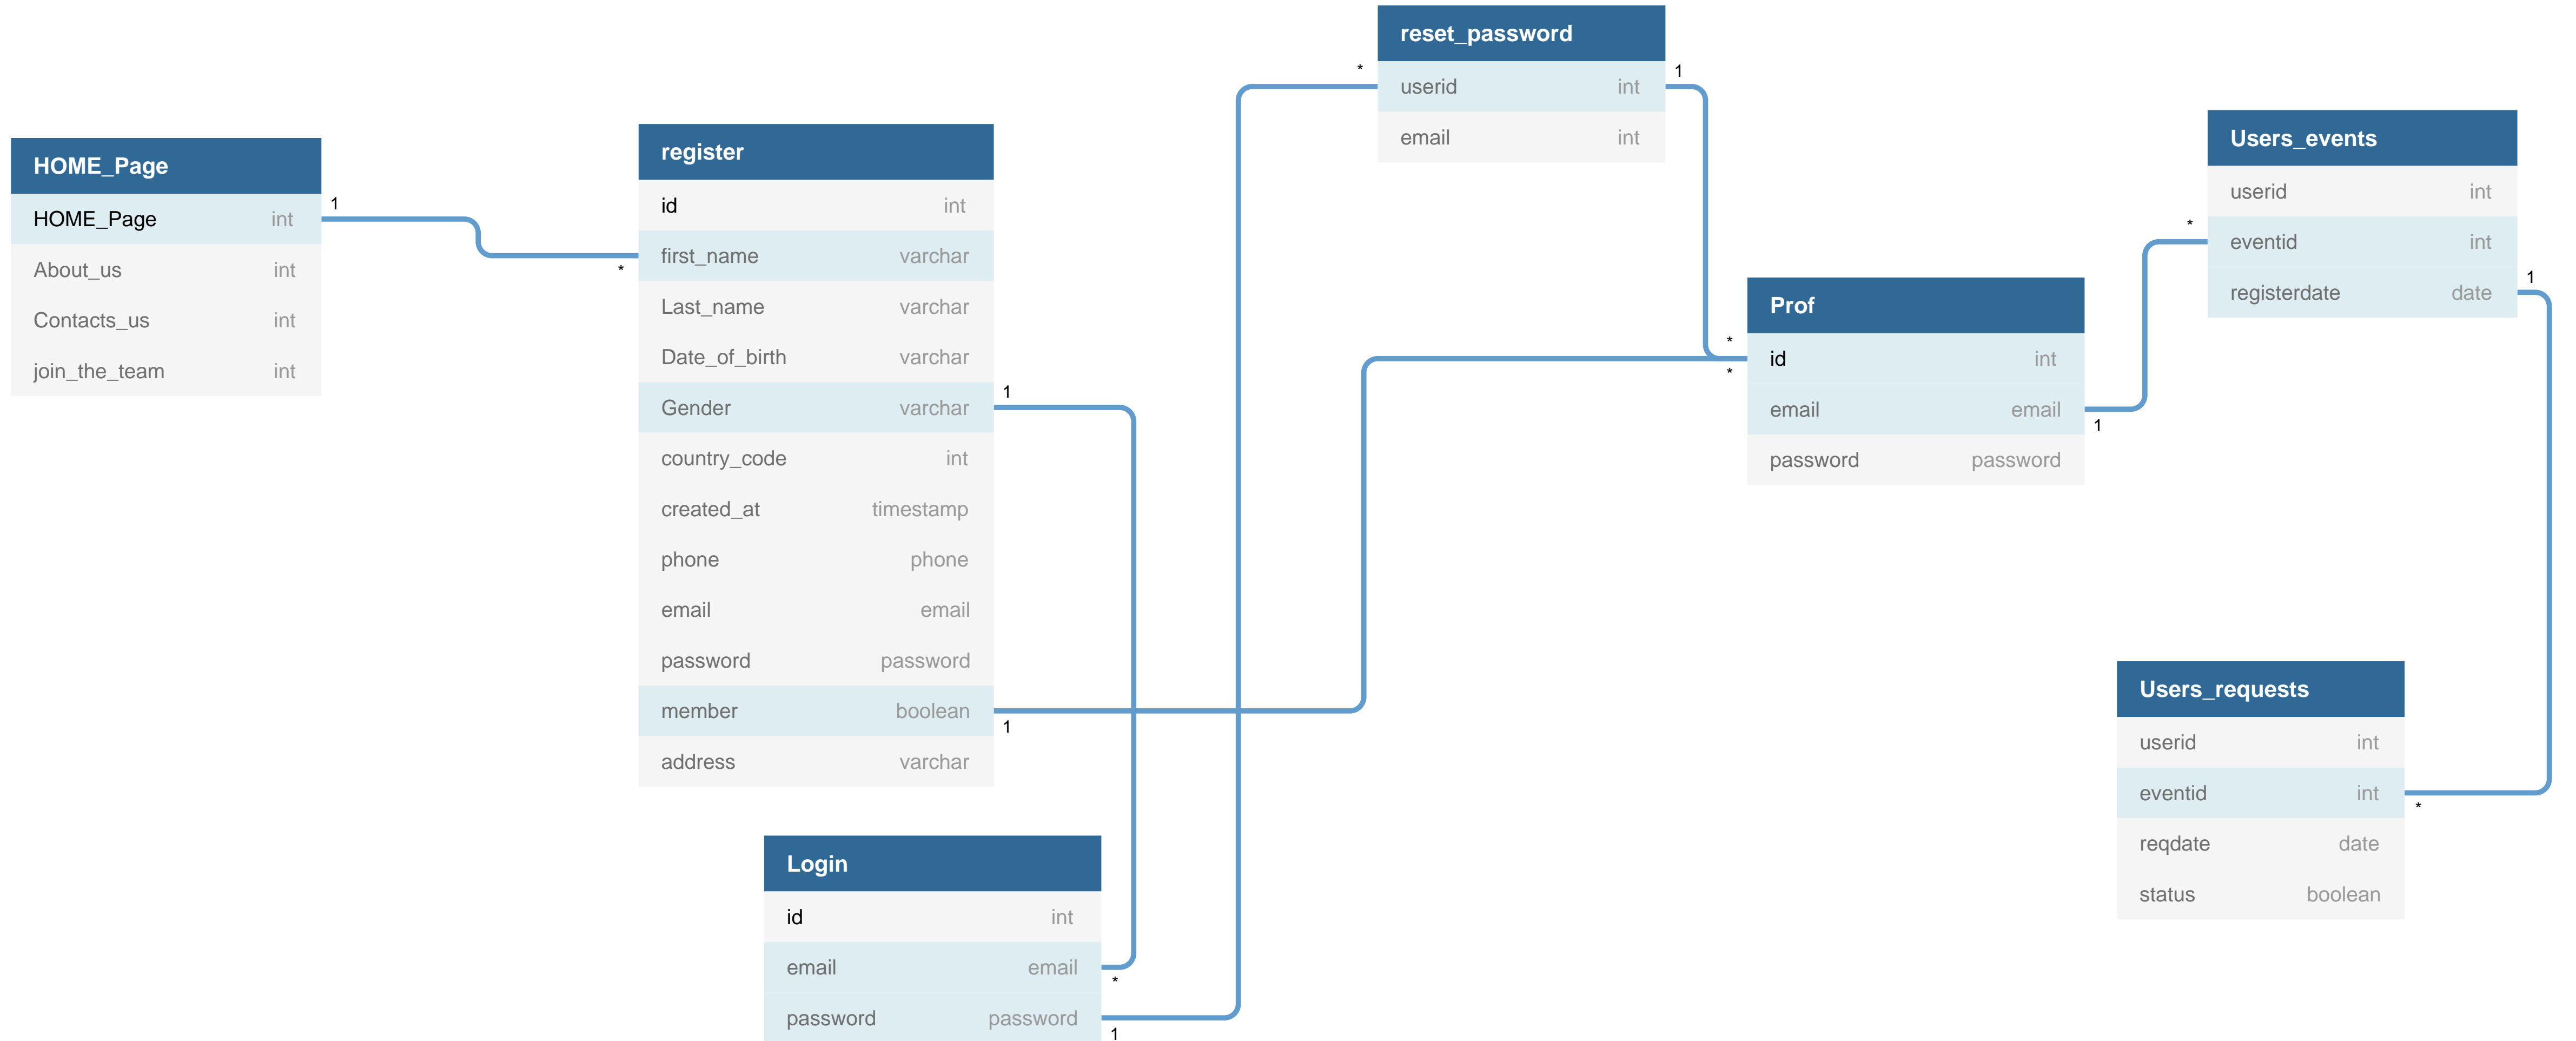 HOME_Page
HOME_Page int
About_us int
Contacts_us int
join_the_team int
1
*
register
id int
first_name varchar
Last_name varchar
Date_of_birth varchar
Gender varchar
country_code int
created_at timestamp
phone phone
email email
password password
member boolean
address varchar
1
1
Login
id int
email email
password password
*
1
*
reset_password
userid int
email int
1
*
*
Prof
id int
email email
password password
1
*
Users_events
userid int
eventid int
registerdate date
1
Users_requests
userid int
eventid int
reqdate date
status boolean
*